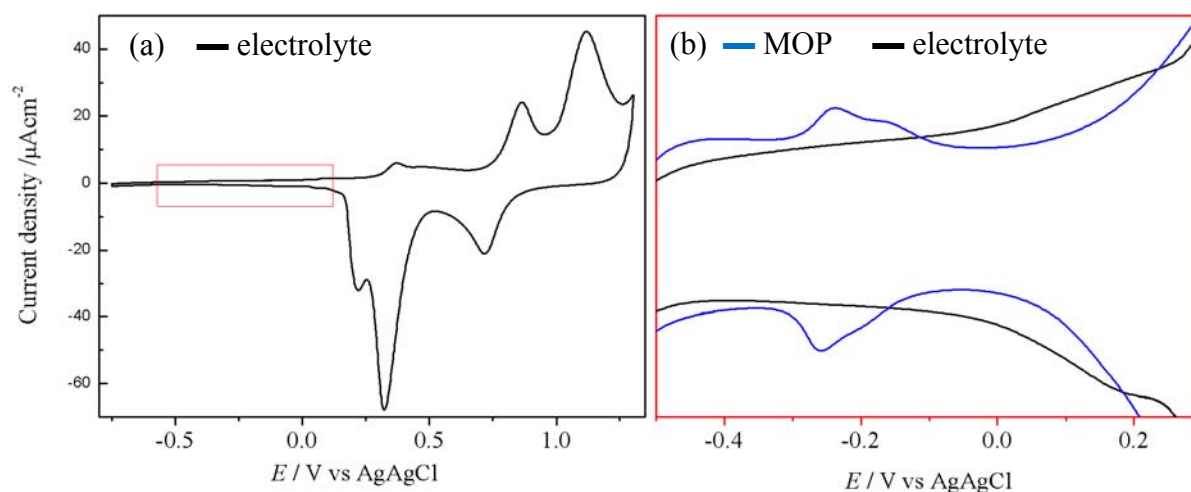 (a) electrolyte
40
20
0
-20
-40
-60
Current density /μAcm-2
-0.5 0.0 0.5 1.0
E / V vs AgAgCl
(b) MOP electrolyte
-0.4 -0.2 0.0 0.2
E / V vs AgAgCl